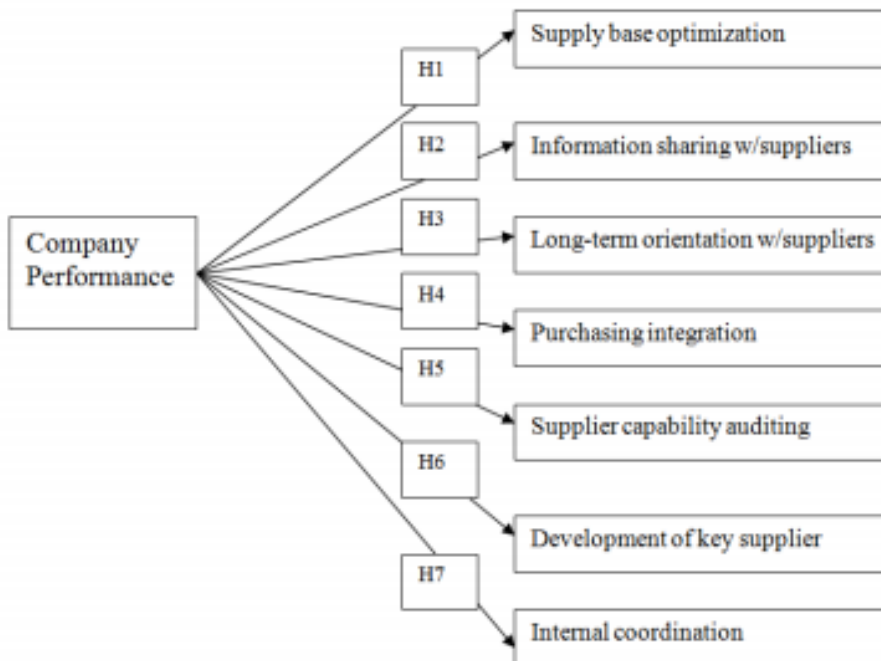 H1
Supply base optimization
H2
Information sharing w/suppliers
H3
Long-term orientation w/suppliers
Company
Performance
H4
Purchasing integration
H5
Supplier capability auditing
H6
Development of key supplier
H7
Internal coordination